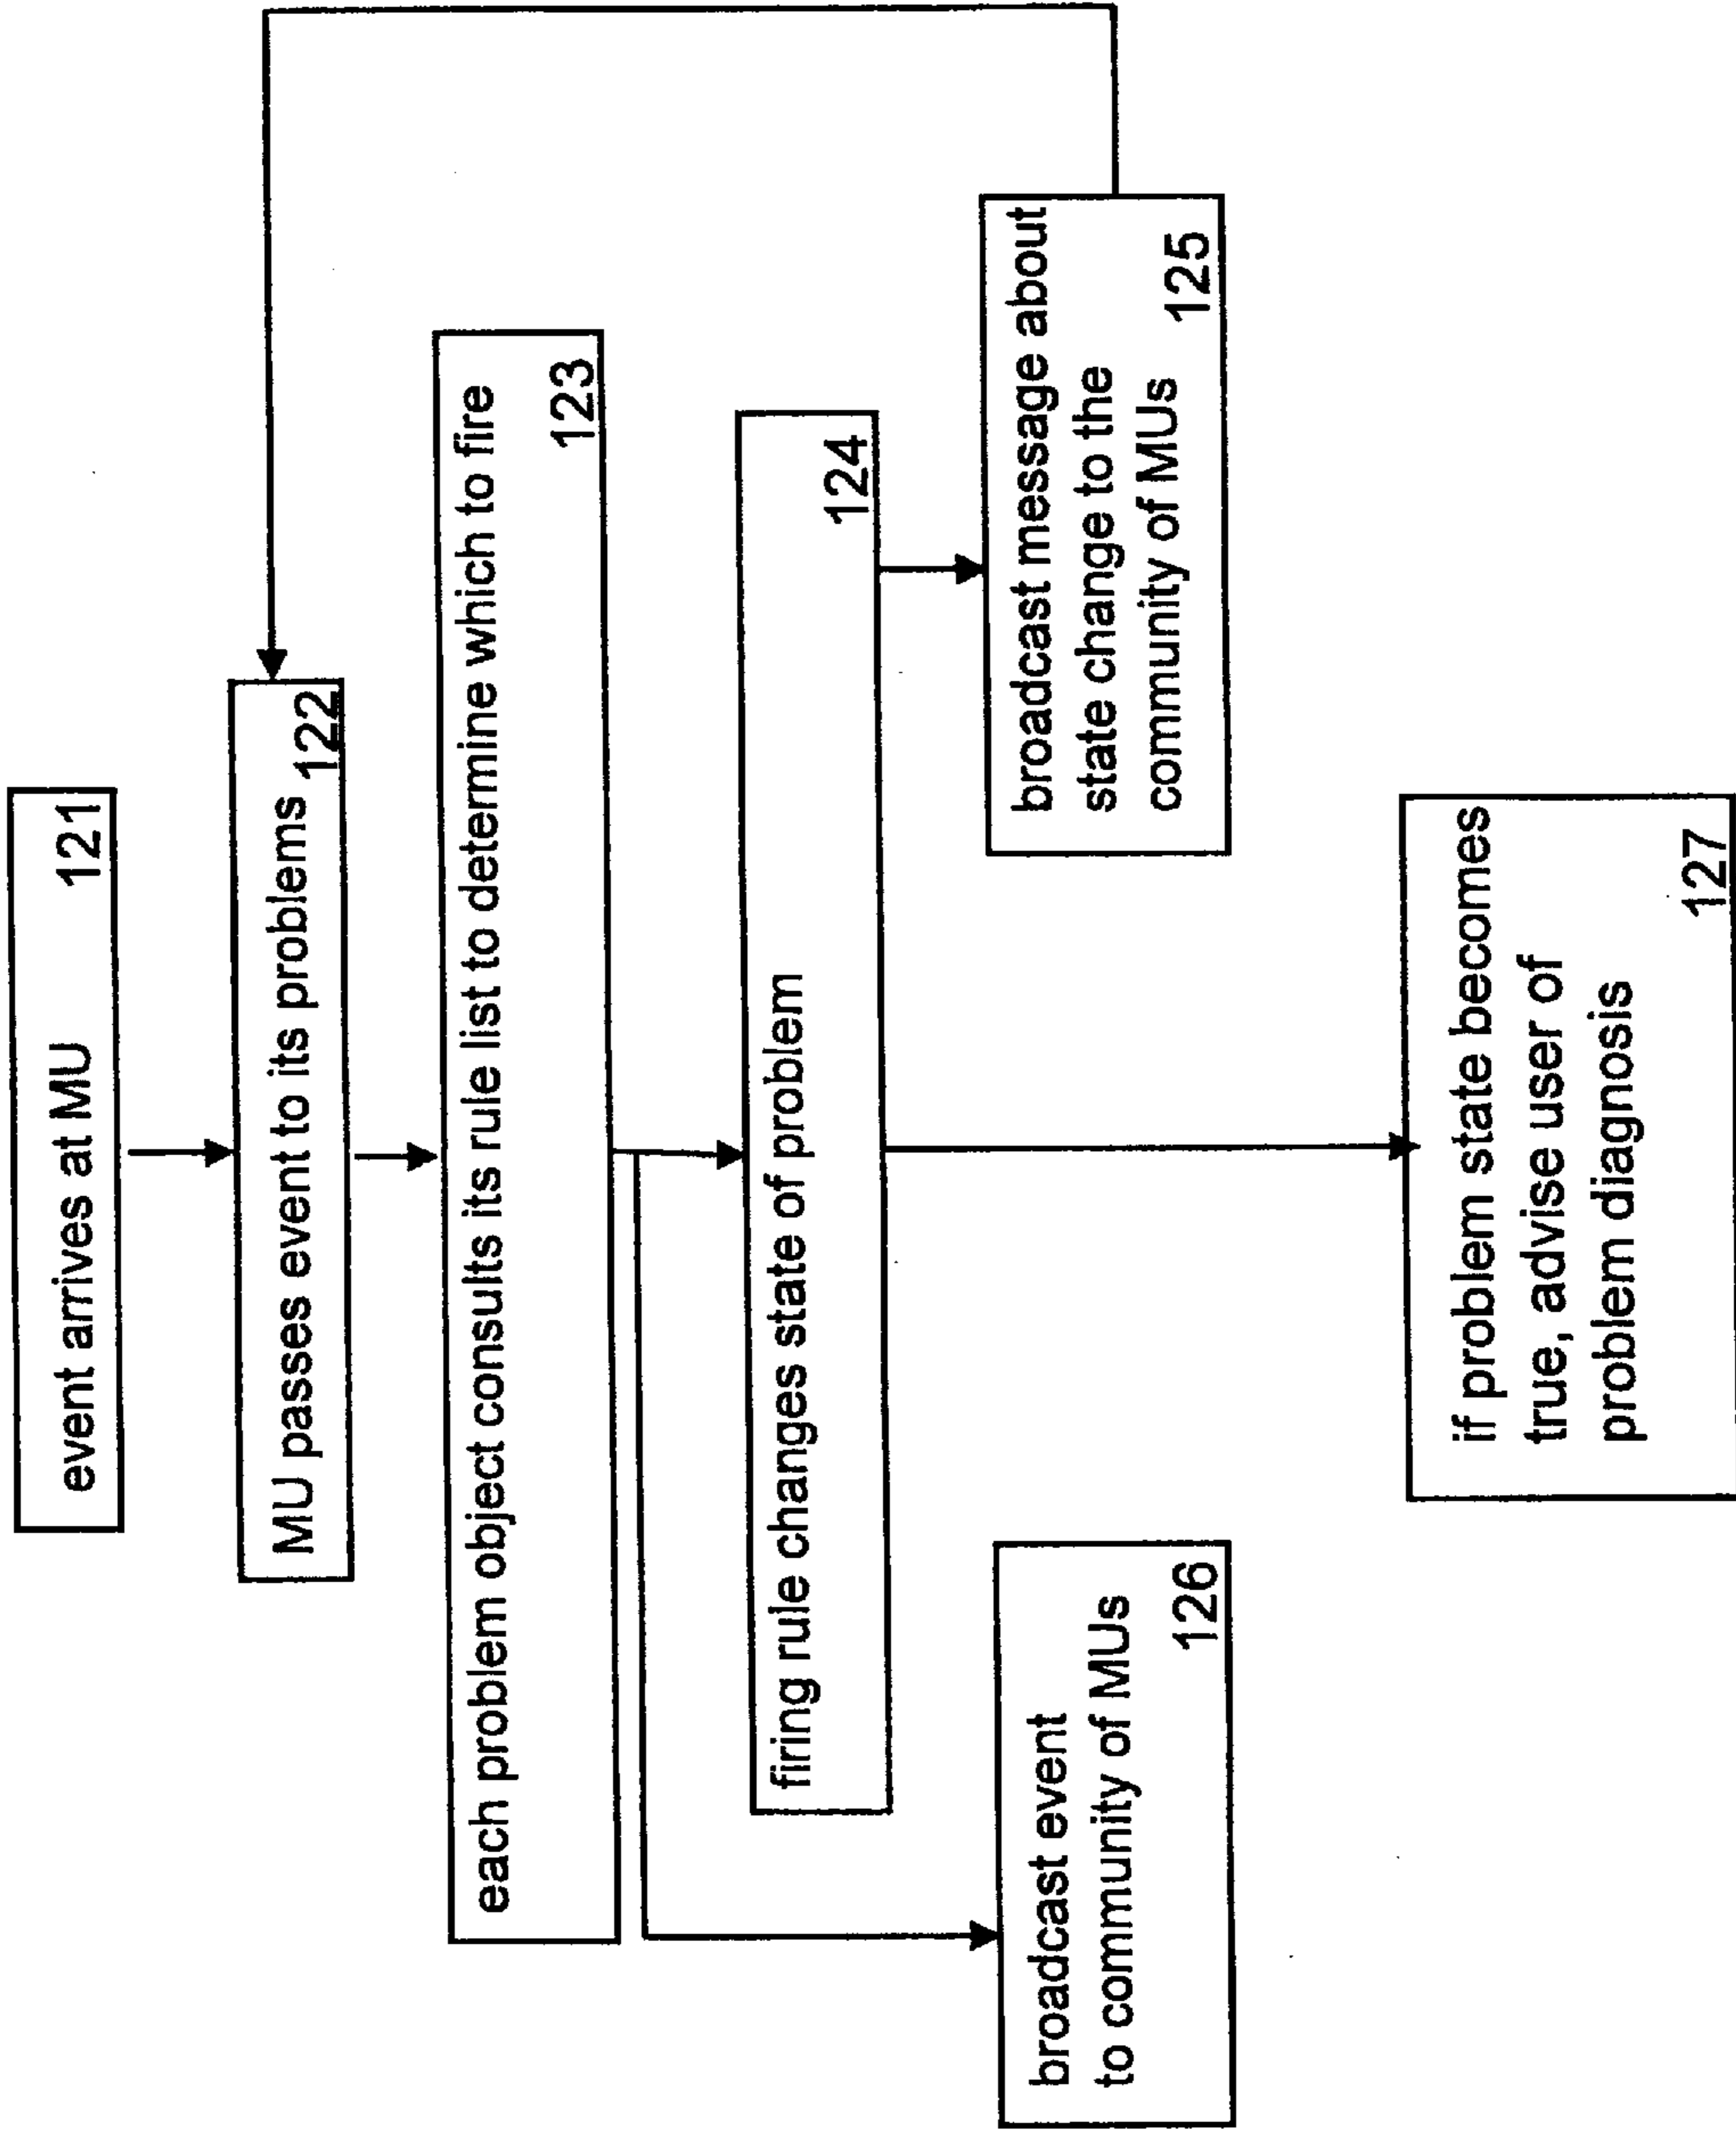 event arrives at MU
121
MU passes event to its problems
122
each problem object consults its rule list to determine which to fire
123
firing rule changes state of problem
124
broadcast message about
state change to the
community of MUs
125
broadcast event
to community of MUs
126
if problem state becomes
true, advise user of
problem diagnosis
127